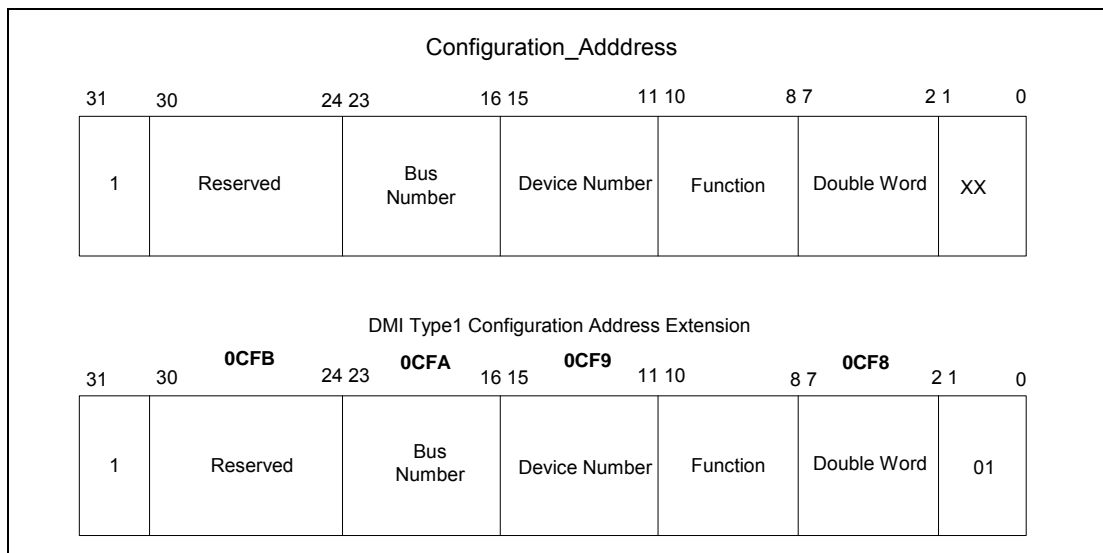 Configuration_Adddress
31 30 24 23 16 15 11 10 8 7 2 1 0
1 Reserved Bus Number Device Number Function Double Word XX
DMI Type1 Configuration Address Extension
0CFB 0CFA 0CF9 0CF8
31 30 24 23 16 15 11 10 8 7 2 1 0
1 Reserved Bus Number Device Number Function Double Word 01